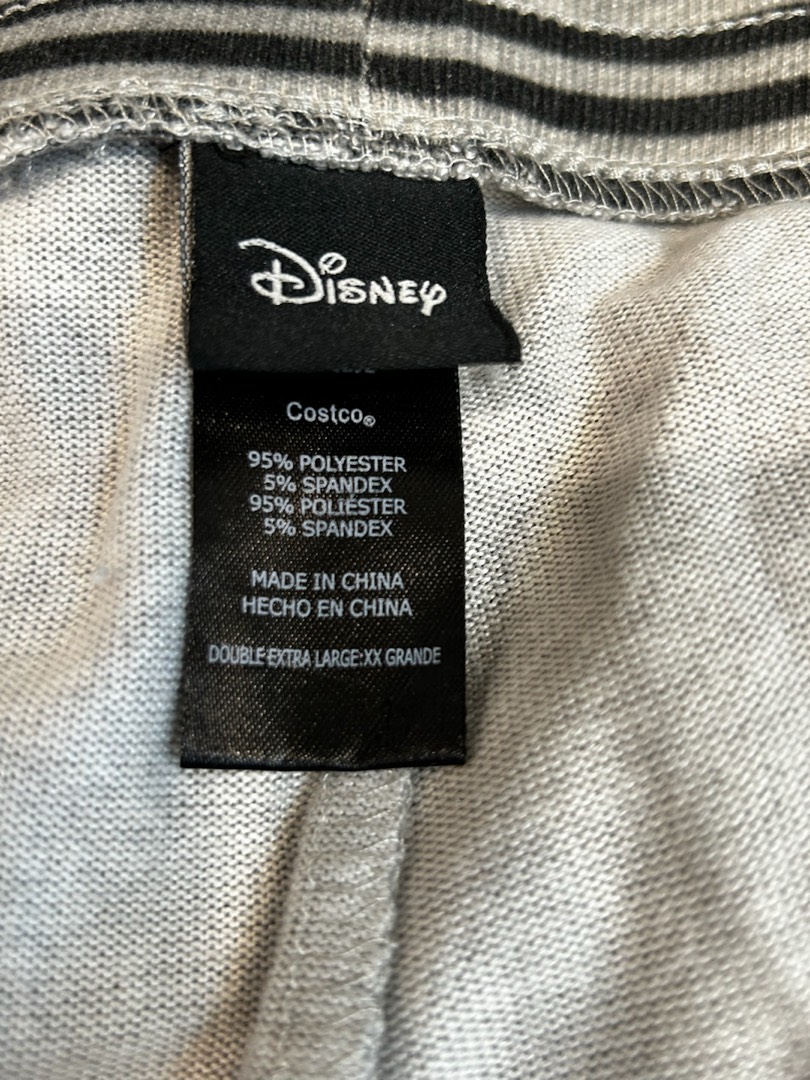 Disney
Costco®
95% POLYESTER
5% SPANDEX
95% POLIÉSTER
5% SPANDEX
MADE IN CHINA
HECHO EN CHINA
DOUBLE EXTRA LARGE:XX GRANDE